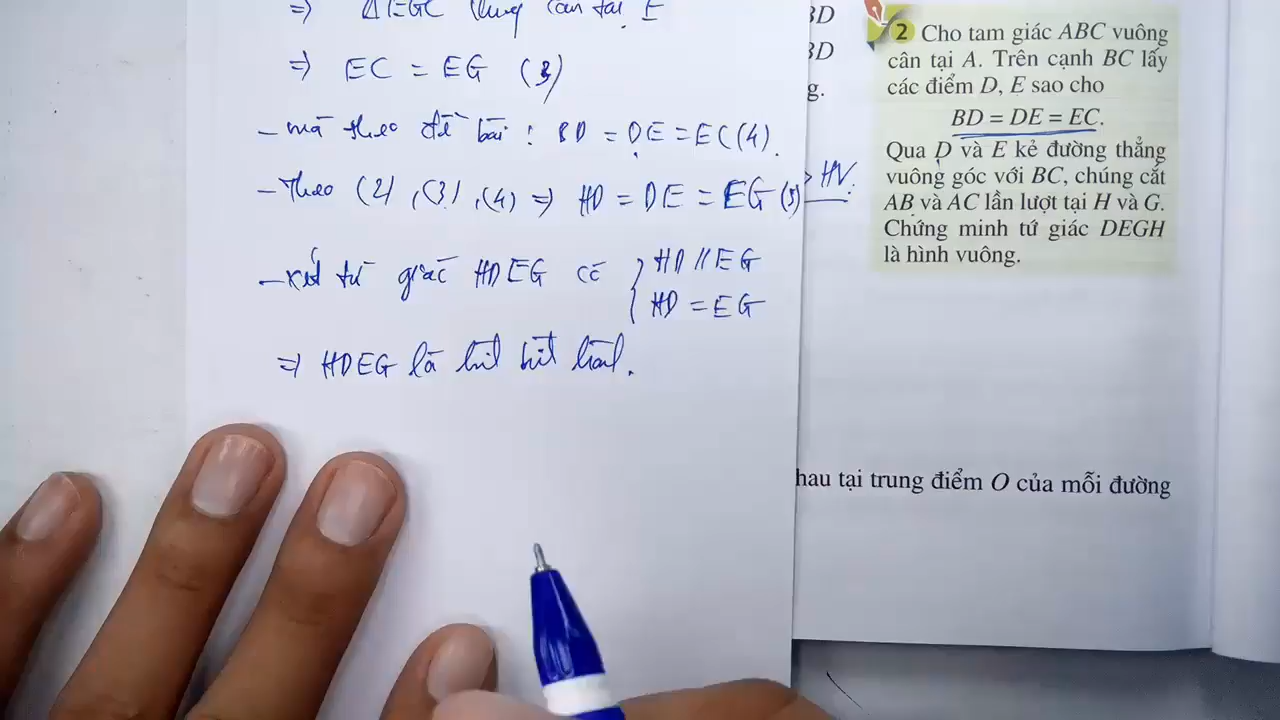 => ΔEGC cân tại E
=> EC = EG (3)
- mà theo đề bài : BD = DE = EC (4).
- Theo (2), (3), (4) => HD = DE = EG (5)
- xét tứ giác HDEG có { HD // EG
HD = EG
=> HDEG là hình bình hành.
BD
BD
g.
HV.
2 Cho tam giác ABC vuông
cân tại A. Trên cạnh BC lấy
các điểm D, E sao cho
BD = DE = EC.
Qua D và E kẻ đường thẳng
vuông góc với BC, chúng cắt
AB và AC lần lượt tại H và G.
Chứng minh tứ giác DEGH
là hình vuông.
hau tại trung điểm O của mỗi đường